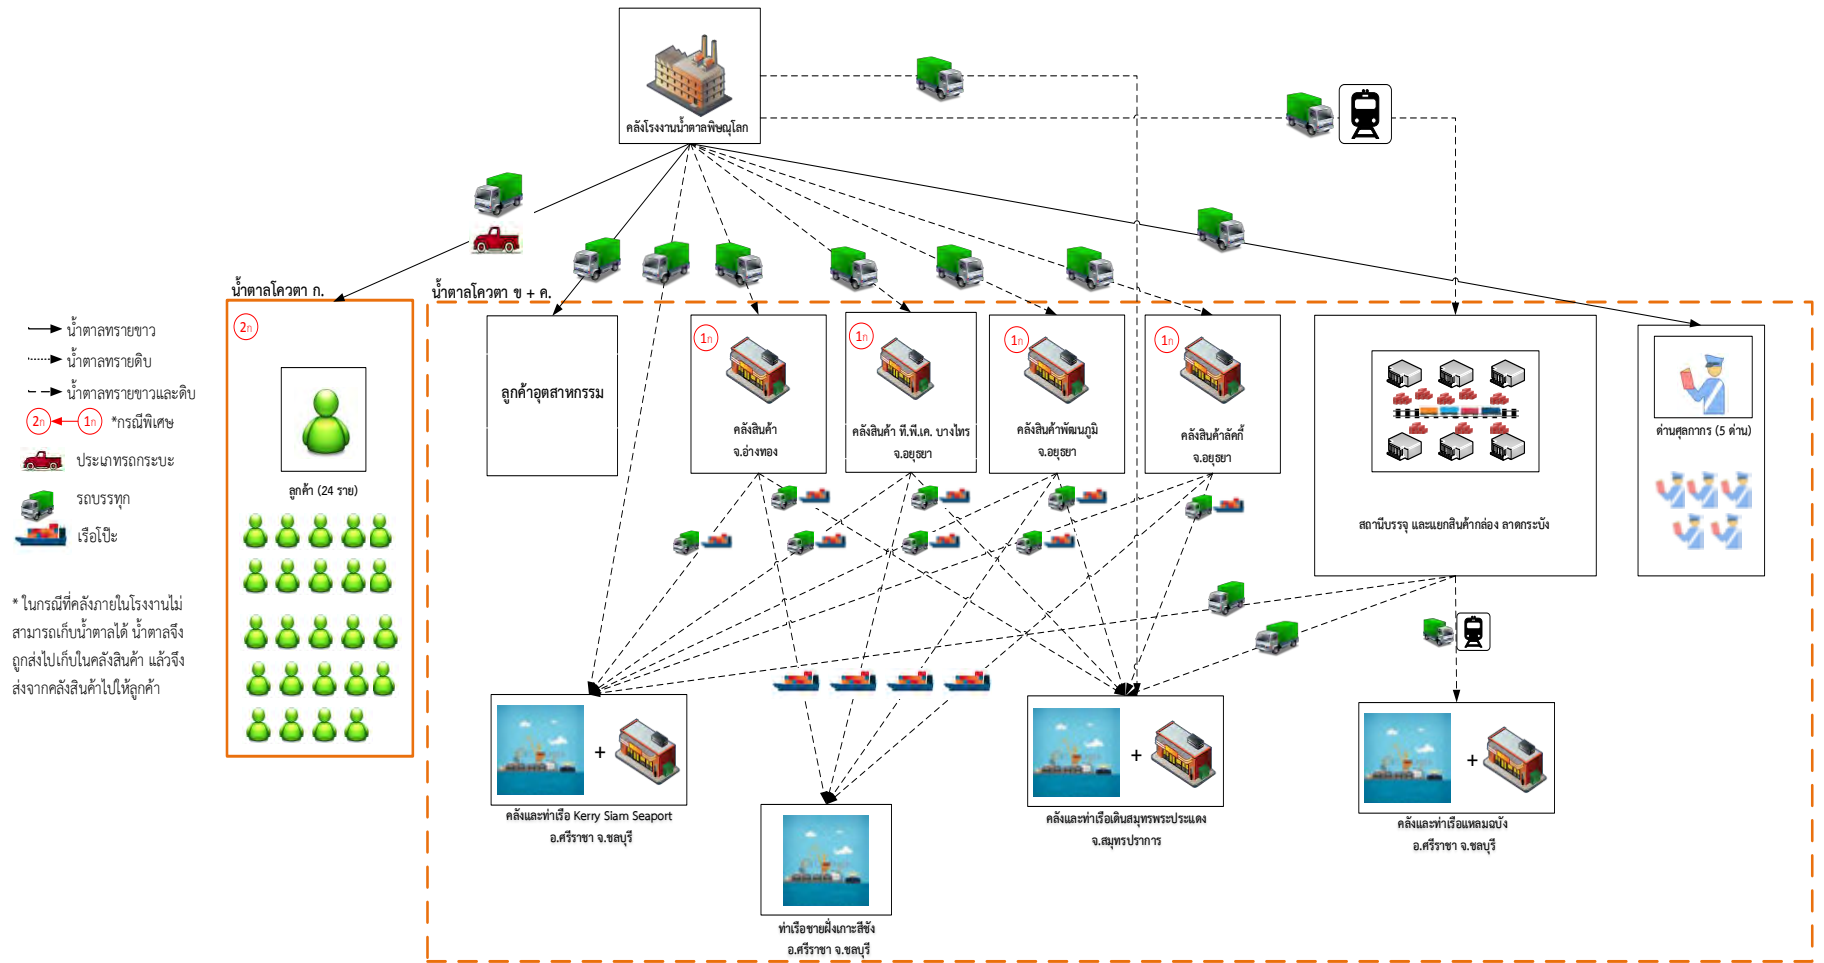 คลังโรงงานน้ำตาลพิษณุโลก
น้ำตาลโควตา ก.
น้ำตาลโควตา ข + ค.
น้ำตาลทรายขาว
น้ำตาลทรายดิบ
น้ำตาลทรายขาวและดิบ
2ก 1ก *กรณีพิเศษ
ประเภทรถกระบะ
รถบรรทุก
เรือโป๊ะ
* ในกรณีที่คลังภายในโรงงานไม่
สามารถเก็บน้ำตาลได้ น้ำตาลจึง
ถูกส่งไปเก็บในคลังสินค้า แล้วจึง
ส่งจากคลังสินค้าไปให้ลูกค้า
2ก
ลูกค้า (24 ราย)
ลูกค้าอุตสาหกรรม
1ก
คลังสินค้า
จ.อ่างทอง
1ก
คลังสินค้า ที.พี.เค. บางไทร
จ.อยุธยา
1ก
คลังสินค้าพัฒนภูมิ
จ.อยุธยา
1ก
คลังสินค้าลัคกี้
จ.อยุธยา
สถานีบรรจุ และแยกสินค้ากล่อง ลาดกระบัง
ด่านศุลกากร (5 ด่าน)
+
คลังและท่าเรือ Kerry Siam Seaport
อ.ศรีราชา จ.ชลบุรี
ท่าเรือชายฝั่งเกาะสีชัง
อ.ศรีราชา จ.ชลบุรี
+
คลังและท่าเรือเดินสมุทรพระประแดง
จ.สมุทรปราการ
+
คลังและท่าเรือแหลมฉบัง
อ.ศรีราชา จ.ชลบุรี